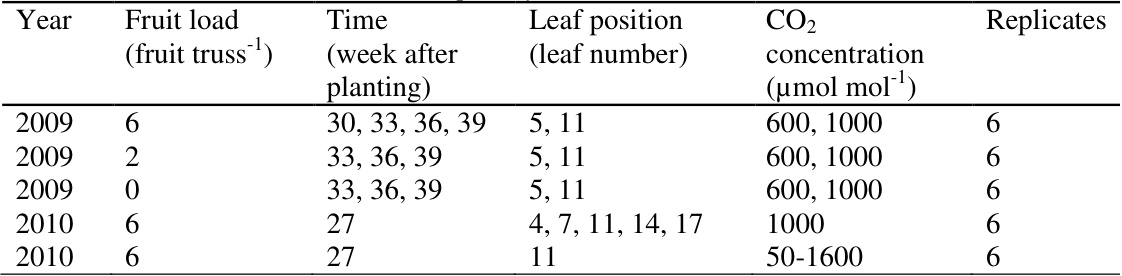 Year Fruit load Time Leaf position CO₂ Replicates
(fruit truss⁻¹) (week after (leaf number) concentration
planting) (µmol mol⁻¹)
2009 6 30, 33, 36, 39 5, 11 600, 1000 6
2009 2 33, 36, 39 5, 11 600, 1000 6
2009 0 33, 36, 39 5, 11 600, 1000 6
2010 6 27 4, 7, 11, 14, 17 1000 6
2010 6 27 11 50-1600 6